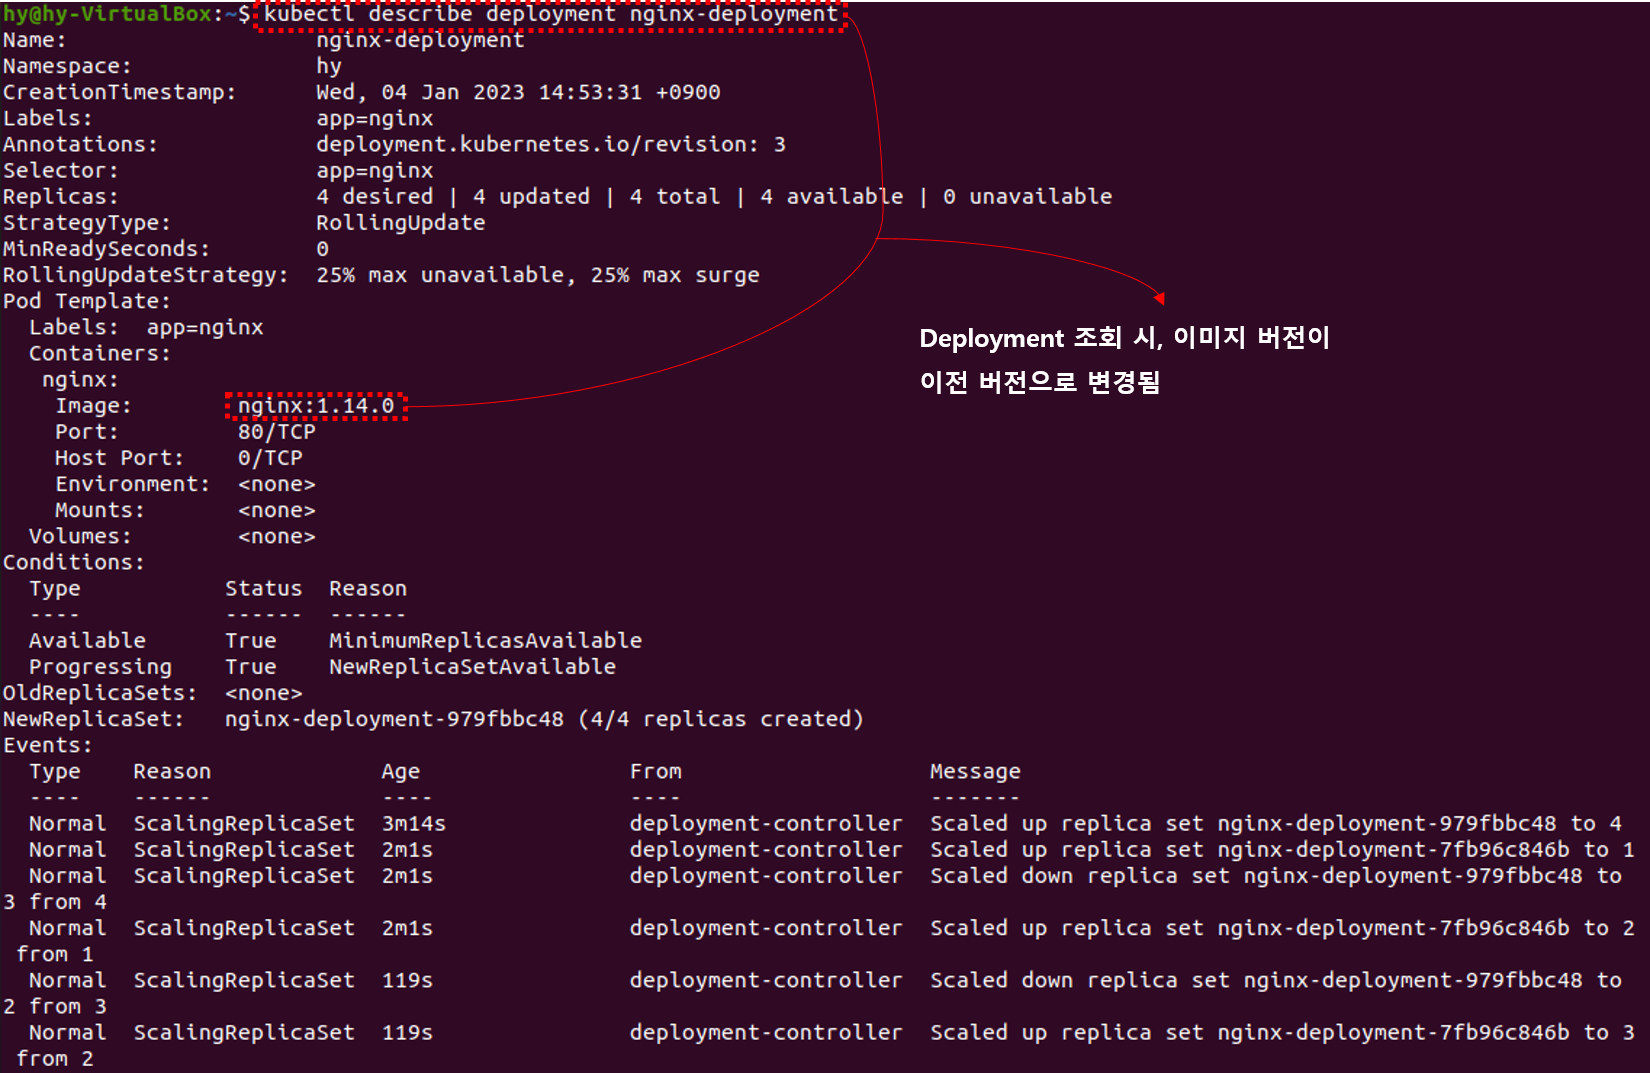 hy@hy-VirtualBox:~$ kubectl describe deployment nginx-deployment
Name:                   nginx-deployment
Namespace:              hy
CreationTimestamp:      Wed, 04 Jan 2023 14:53:31 +0900
Labels:                 app=nginx
Annotations:            deployment.kubernetes.io/revision: 3
Selector:               app=nginx
Replicas:               4 desired | 4 updated | 4 total | 4 available | 0 unavailable
StrategyType:           RollingUpdate
MinReadySeconds:        0
RollingUpdateStrategy:  25% max unavailable, 25% max surge
Pod Template:
  Labels:  app=nginx
Deployment 조회 시, 이미지 버전이
이전 버전으로 변경됨
  Containers:
   nginx:
    Image:        nginx:1.14.0
    Port:         80/TCP
    Host Port:    0/TCP
    Environment:  <none>
    Mounts:       <none>
  Volumes:        <none>
Conditions:
  Type           Status  Reason
  ----           ------  ------
  Available      True    MinimumReplicasAvailable
  Progressing    True    NewReplicaSetAvailable
OldReplicaSets:  <none>
NewReplicaSet:   nginx-deployment-979fbbc48 (4/4 replicas created)
Events:
  Type    Reason             Age                From                   Message
  ----    ------             ----               ----                   -------
  Normal  ScalingReplicaSet  3m14s              deployment-controller  Scaled up replica set nginx-deployment-979fbbc48 to 4
  Normal  ScalingReplicaSet  2m1s               deployment-controller  Scaled up replica set nginx-deployment-7fb96c846b to 1
  Normal  ScalingReplicaSet  2m1s               deployment-controller  Scaled down replica set nginx-deployment-979fbbc48 to
3 from 4
  Normal  ScalingReplicaSet  2m1s               deployment-controller  Scaled up replica set nginx-deployment-7fb96c846b to 2
 from 1
  Normal  ScalingReplicaSet  119s               deployment-controller  Scaled down replica set nginx-deployment-979fbbc48 to
2 from 3
  Normal  ScalingReplicaSet  119s               deployment-controller  Scaled up replica set nginx-deployment-7fb96c846b to 3
 from 2